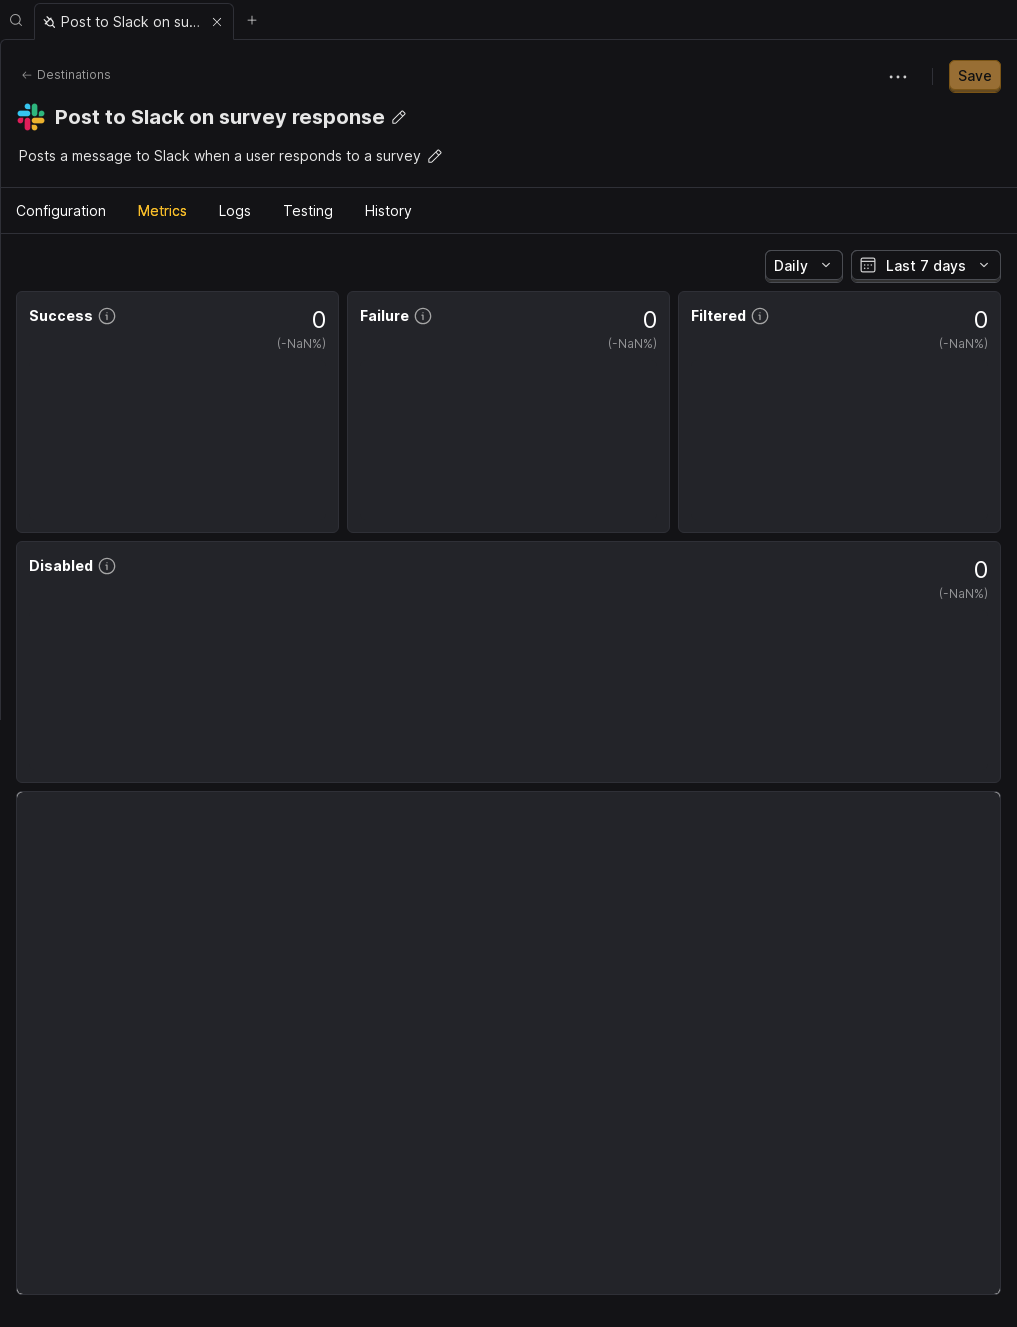 Post to Slack on su...
Destinations
Save
Post to Slack on survey response
Posts a message to Slack when a user responds to a survey
Configuration Metrics Logs Testing History
Daily Last 7 days
Success 0
(-NaN%)
Failure 0
(-NaN%)
Filtered 0
(-NaN%)
Disabled 0
(-NaN%)